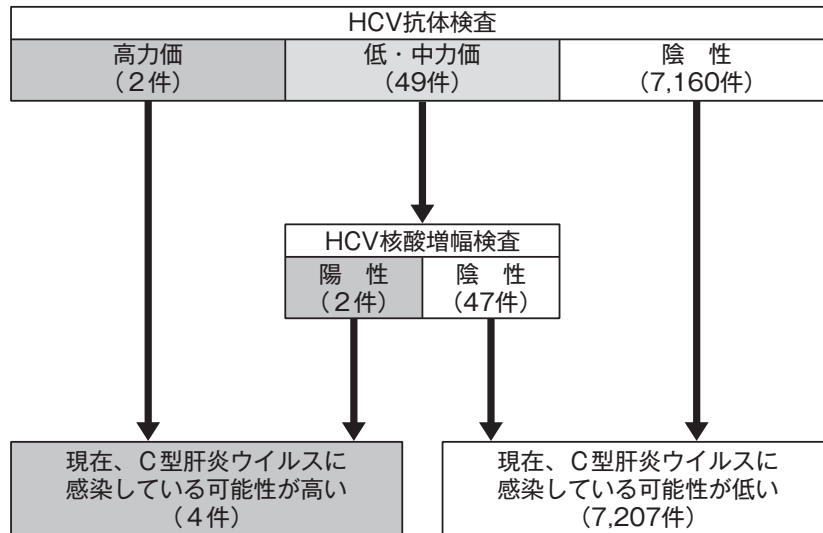 HCV抗体検査
高力価
(2件)
低・中力価
(49件)
陰 性
(7,160件)
HCV核酸増幅検査
陽 性
(2件)
陰 性
(47件)
現在、C型肝炎ウイルスに
感染している可能性が高い
(4件)
現在、C型肝炎ウイルスに
感染している可能性が低い
(7,207件)